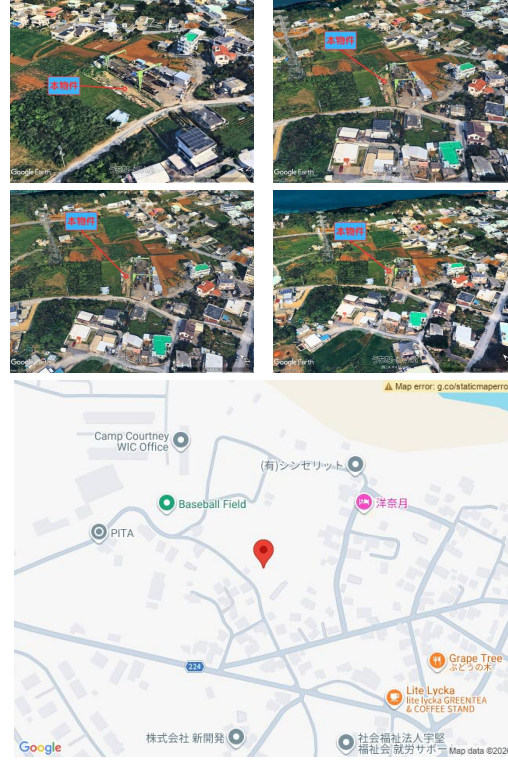 本物件
Google Earth
本物件
Google Earth
本物件
Google Earth
本物件
Google Earth
Map error: g.co/staticmaperro
Camp Courtney
WIC Office
(有)シンセリット
Baseball Field
洋奈月
PITA
224
Grape Tree
ぶどうの木
Lite Lycka
lite lycka GREENTEA
& COFFEE STAND
株式会社 新開発
社会福祉法人宇堅
福祉会 就労サポー
Google
Map data ©2026